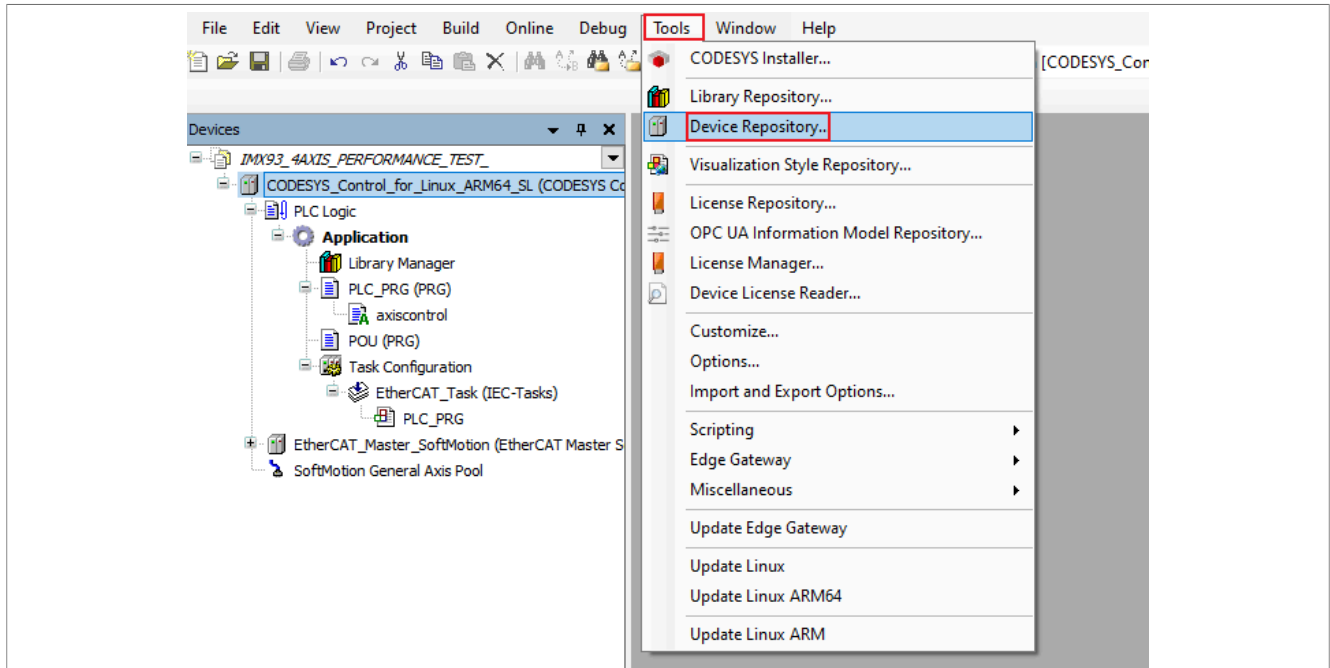 File Edit View Project Build Online Debug Tools Window Help
[CODESYS_Con
Devices
IMX93_4AXIS_PERFORMANCE_TEST_
CODESYS_Control_for_Linux_ARM64_SL (CODESYS Co
PLC Logic
Application
Library Manager
PLC_PRG (PRG)
axiscontrol
POU (PRG)
Task Configuration
EtherCAT_Task (IEC-Tasks)
PLC_PRG
EtherCAT_Master_SoftMotion (EtherCAT Master S
SoftMotion General Axis Pool
CODESYS Installer...
Library Repository...
Device Repository...
Visualization Style Repository...
License Repository...
OPC UA Information Model Repository...
License Manager...
Device License Reader...
Customize...
Options...
Import and Export Options...
Scripting
Edge Gateway
Miscellaneous
Update Edge Gateway
Update Linux
Update Linux ARM64
Update Linux ARM